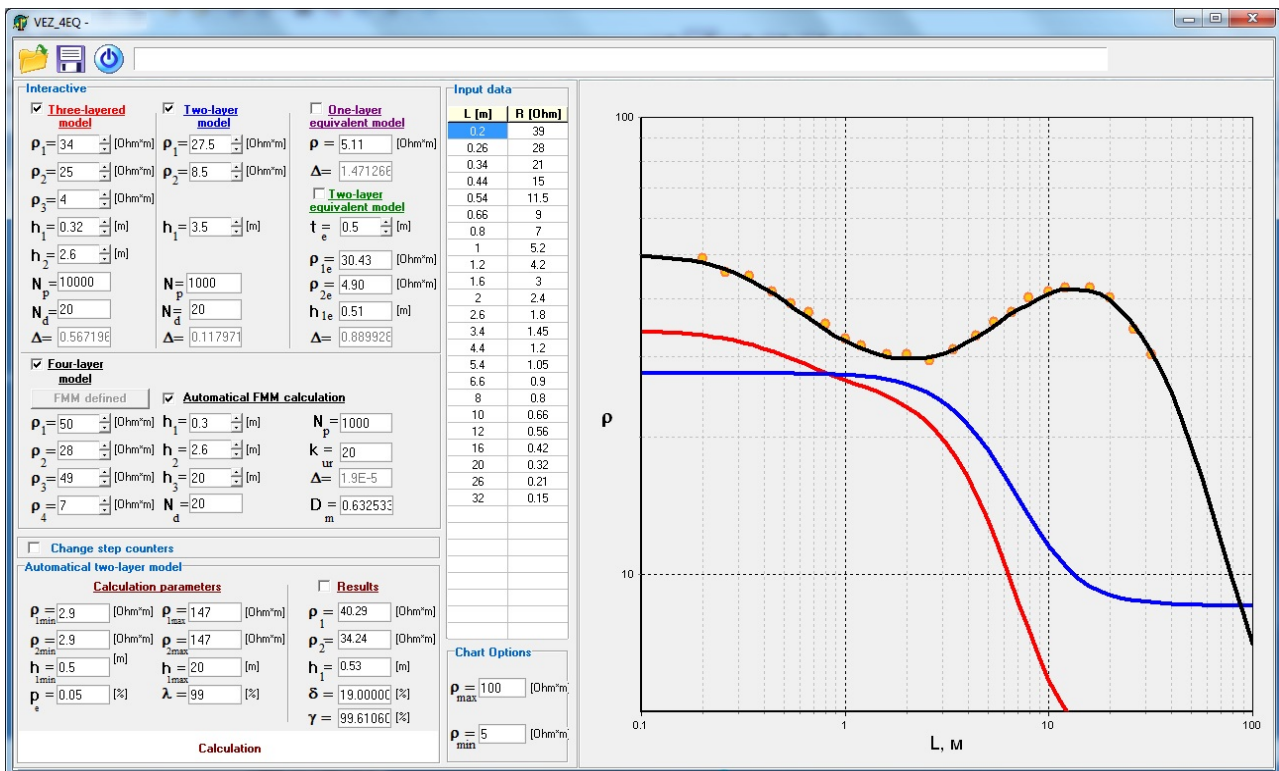 VEZ_4EQ -
Interactive
Three-layered model
ρ1= 34 [Ohm*m]
ρ2= 25 [Ohm*m]
ρ3= 4 [Ohm*m]
h1= 0.32 [m]
h2= 2.6 [m]
Np= 10000
Nd= 20
Δ= 0.567196
Two-layer model
ρ1= 27.5 [Ohm*m]
ρ2= 8.5 [Ohm*m]
h1= 3.5 [m]
Np= 1000
Nd= 20
Δ= 0.117971
One-layer equivalent model
ρ = 5.11 [Ohm*m]
Δ= 1.471266
Two-layer equivalent model
te= 0.5 [m]
ρ1e= 30.43 [Ohm*m]
ρ2e= 4.90 [Ohm*m]
h1e 0.51 [m]
Δ= 0.889928
Four-layer model
FMM defined
Automatical FMM calculation
ρ1= 50 [Ohm*m] h1= 0.3 [m] Np= 1000
ρ2= 28 [Ohm*m] h2= 2.6 [m] kur= 20
ρ3= 49 [Ohm*m] h3= 20 [m] Δ= 1.9E-5
ρ4= 7 [Ohm*m] Nd= 20 Dm= 0.632533
Change step counters
Automatical two-layer model
Calculation parameters
ρ1min= 2.9 [Ohm*m] ρ1max= 147 [Ohm*m]
ρ2min= 2.9 [Ohm*m] ρ2max= 147 [Ohm*m]
h1min= 0.5 [m] h1max= 20 [m]
pe= 0.05 [%] λ= 99 [%]
Results
ρ1= 40.29 [Ohm*m]
ρ2= 34.24 [Ohm*m]
h1= 0.53 [m]
δ= 19.0000 [%]
γ= 99.6106 [%]
Calculation
Input data
L [m] R [Ohm]
0.2 39
0.26 28
0.34 21
0.44 15
0.54 11.5
0.66 9
0.8 7
1 5.2
1.2 4.2
1.6 3
2 2.4
2.6 1.8
3.4 1.45
4.4 1.2
5.4 1.05
6.6 0.9
8 0.8
10 0.66
12 0.56
16 0.42
20 0.32
26 0.21
32 0.15
Chart Options
ρmax= 100 [Ohm*m]
ρmin= 5 [Ohm*m]
100
ρ
10
0.1 1 10 100
L, м